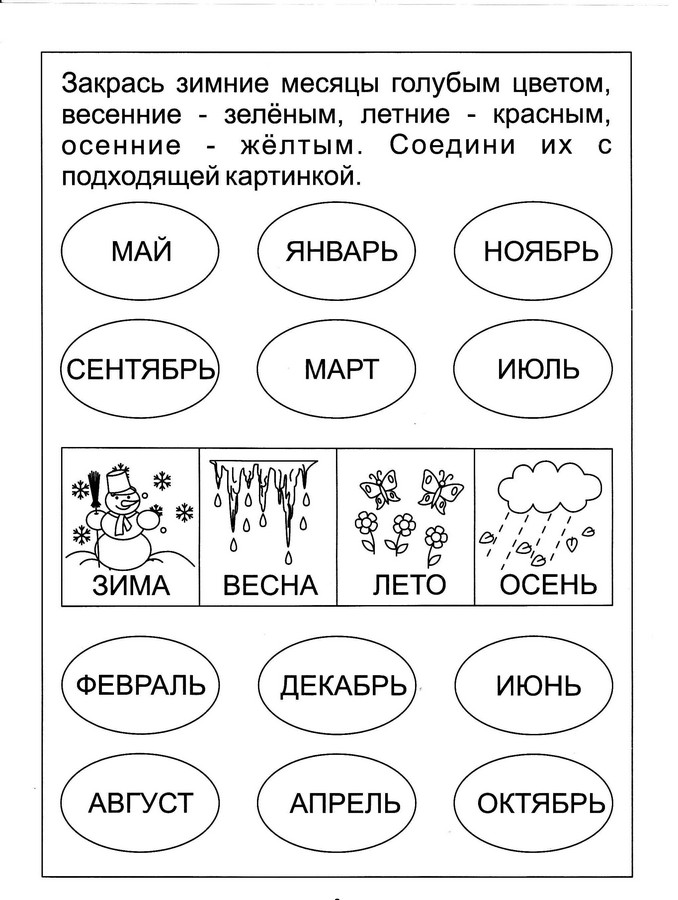 Закрась зимние месяцы голубым цветом,
весенние - зелёным, летние - красным,
осенние - жёлтым. Соедини их с
подходящей картинкой.
МАЙ ЯНВАРЬ НОЯБРЬ
СЕНТЯБРЬ МАРТ ИЮЛЬ
ЗИМА ВЕСНА ЛЕТО ОСЕНЬ
ФЕВРАЛЬ ДЕКАБРЬ ИЮНЬ
АВГУСТ АПРЕЛЬ ОКТЯБРЬ